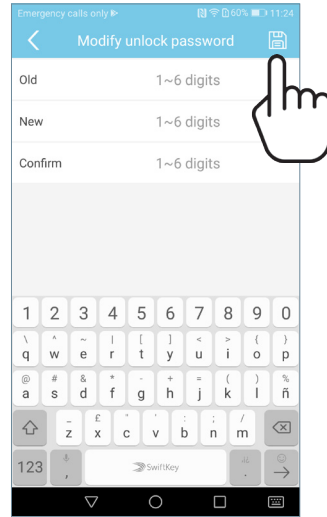 Emergency calls only 60% 11:24
Modify unlock password
Old 1~6 digits
New 1~6 digits
Confirm 1~6 digits
1 2 3 4 5 6 7 8 9 0
\ ^ ~ | [ ] < > { }
q w e r t y u i o p
@ # & * - + = ( ) %
a s d f g h j k l ñ
_ £ " ' : ; /
z x c v b n m
123 , SwiftKey .